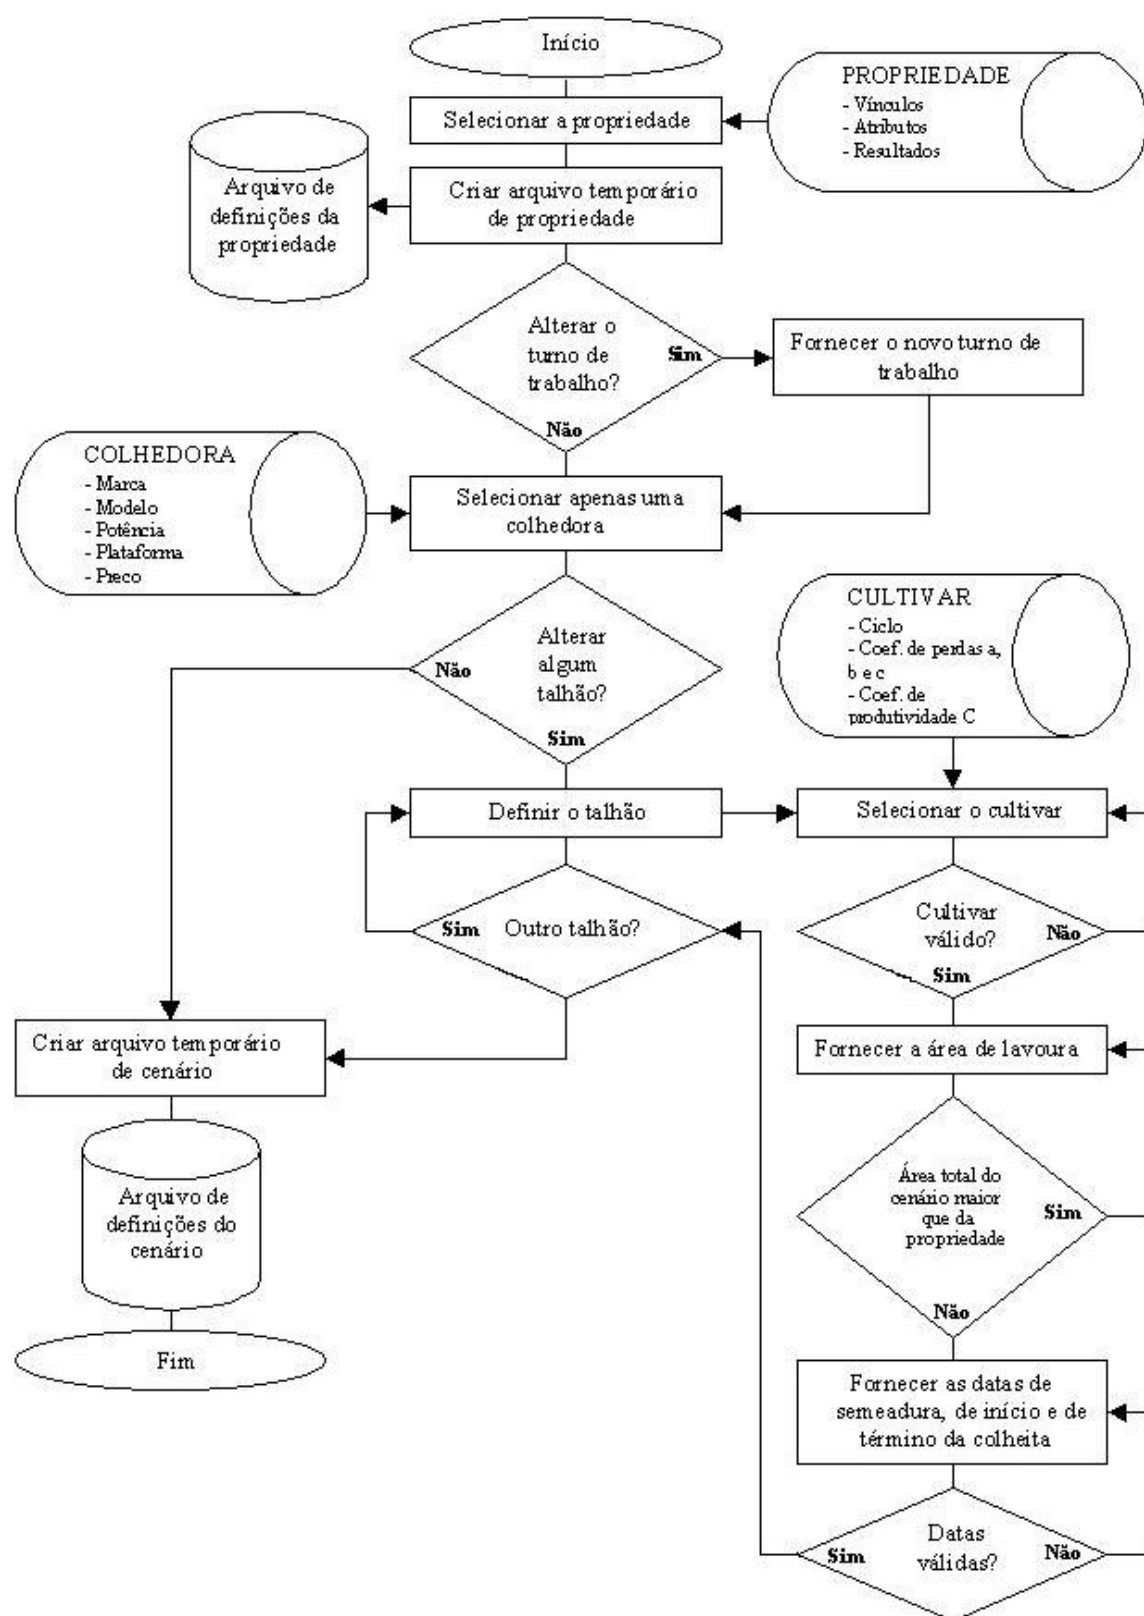 Início
PROPRIEDADE
- Vínculos
- Atributos
- Resultados
Selecionar a propriedade
Criar arquivo temporário
de propriedade
Arquivo de
definições da
propriedade
Alterar o
turno de
trabalho?
Sim
Não
Fornecer o novo turno de
trabalho
COLHEDORA
- Marca
- Modelo
- Potência
- Plataforma
- Preco
Selecionar apenas uma
colhedora
Alterar
algum
talhão?
Não
Sim
CULTIVAR
- Ciclo
- Coef. de perdas a,
b e c
- Coef. de
produtividade C
Definir o talhão
Selecionar o cultivar
Sim
Outro talhão?
Cultivar
válido?
Não
Sim
Criar arquivo temporário
de cenário
Fornecer a área de lavoura
Área total do
cenário maior
que da
propriedade
Sim
Não
Arquivo de
definições do
cenário
Fim
Fornecer as datas de
semeadura, de início e de
término da colheita
Datas
válidas?
Sim
Não